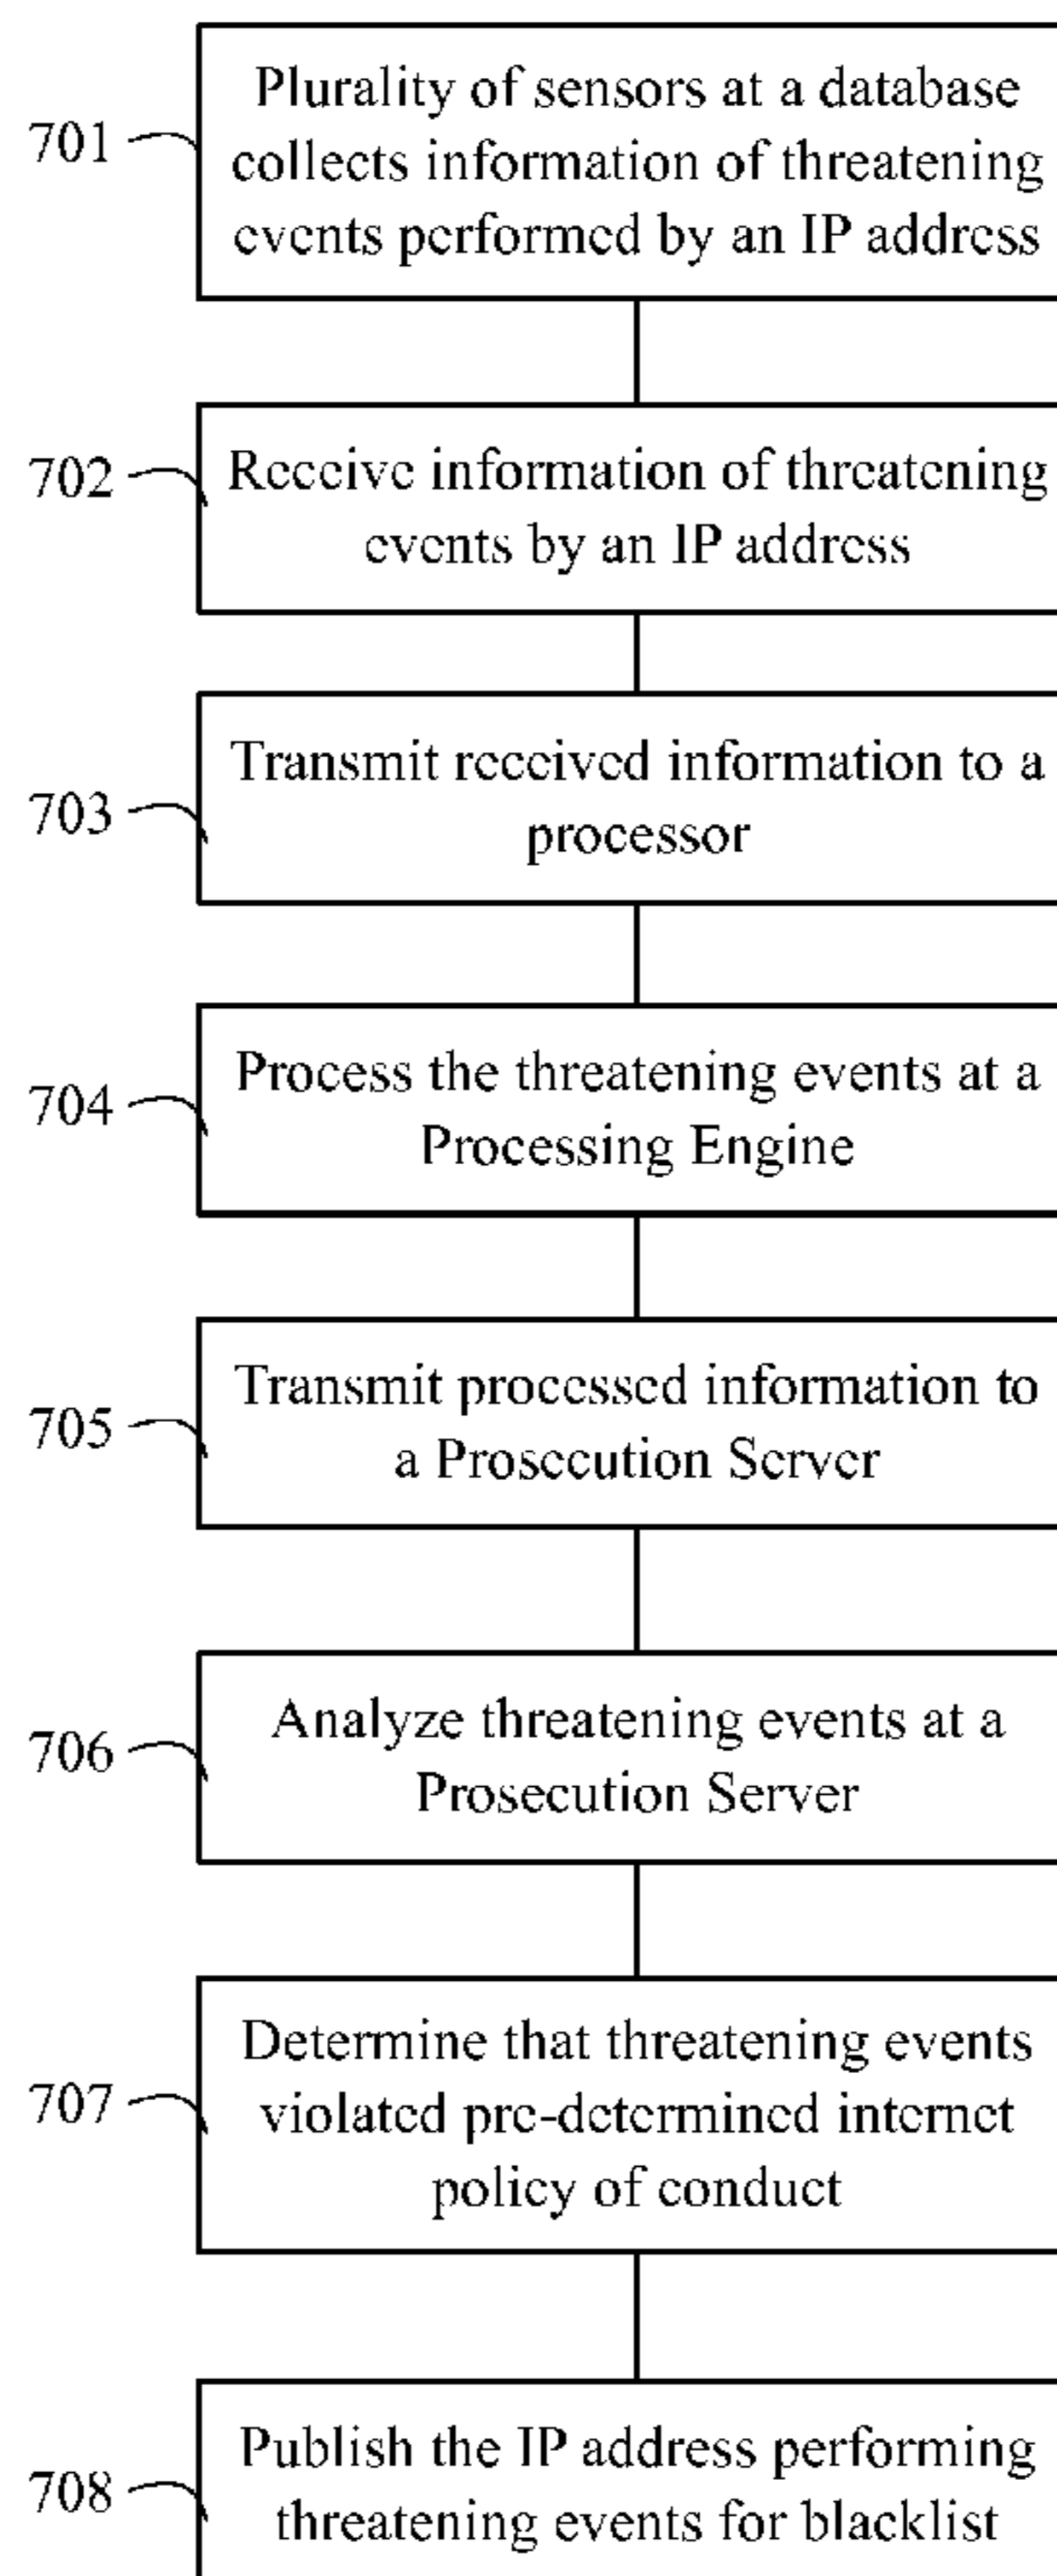 701
Plurality of sensors at a database
collects information of threatening
events performed by an IP address
702
Receive information of threatening
events by an IP address
703
Transmit received information to a
processor
704
Process the threatening events at a
Processing Engine
705
Transmit processed information to
a Prosecution Server
706
Analyze threatening events at a
Prosecution Server
707
Determine that threatening events
violated pre-determined internet
policy of conduct
708
Publish the IP address performing
threatening events for blacklist